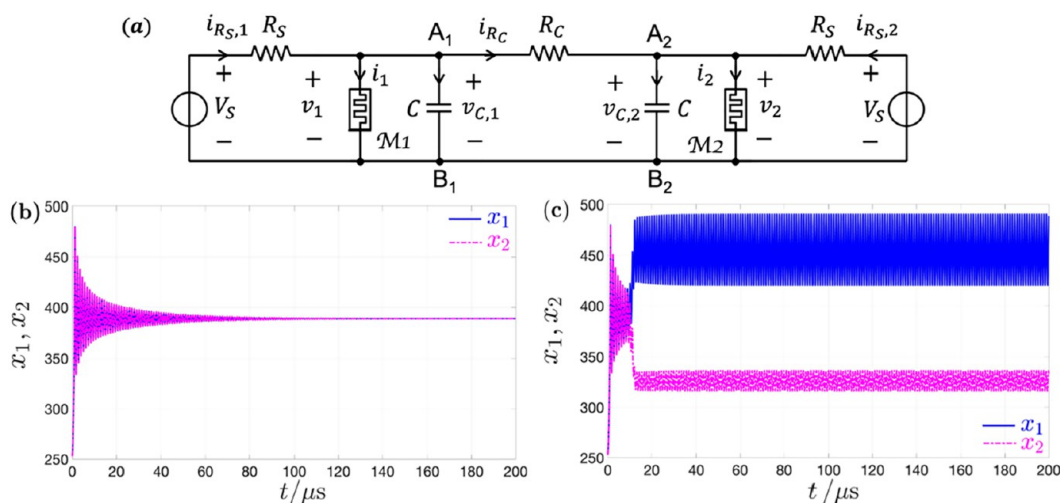 (a) i_{R_S,1} R_S A_1 i_{R_C} R_C A_2 R_S i_{R_S,2}
+ + i_1 + + i_2 + +
V_S v_1 C v_{C,1} v_{C,2} C v_2 V_S
− − − − − −
M1 M2
B_1 B_2
(b) 500 x_1
x_2
450
400
350
300
250
x_1, x_2
0 20 40 60 80 100 120 140 160 180 200
t/μs
(c) 500
450
400
350
300
250
x_1, x_2
x_1
x_2
0 20 40 60 80 100 120 140 160 180 200
t/μs